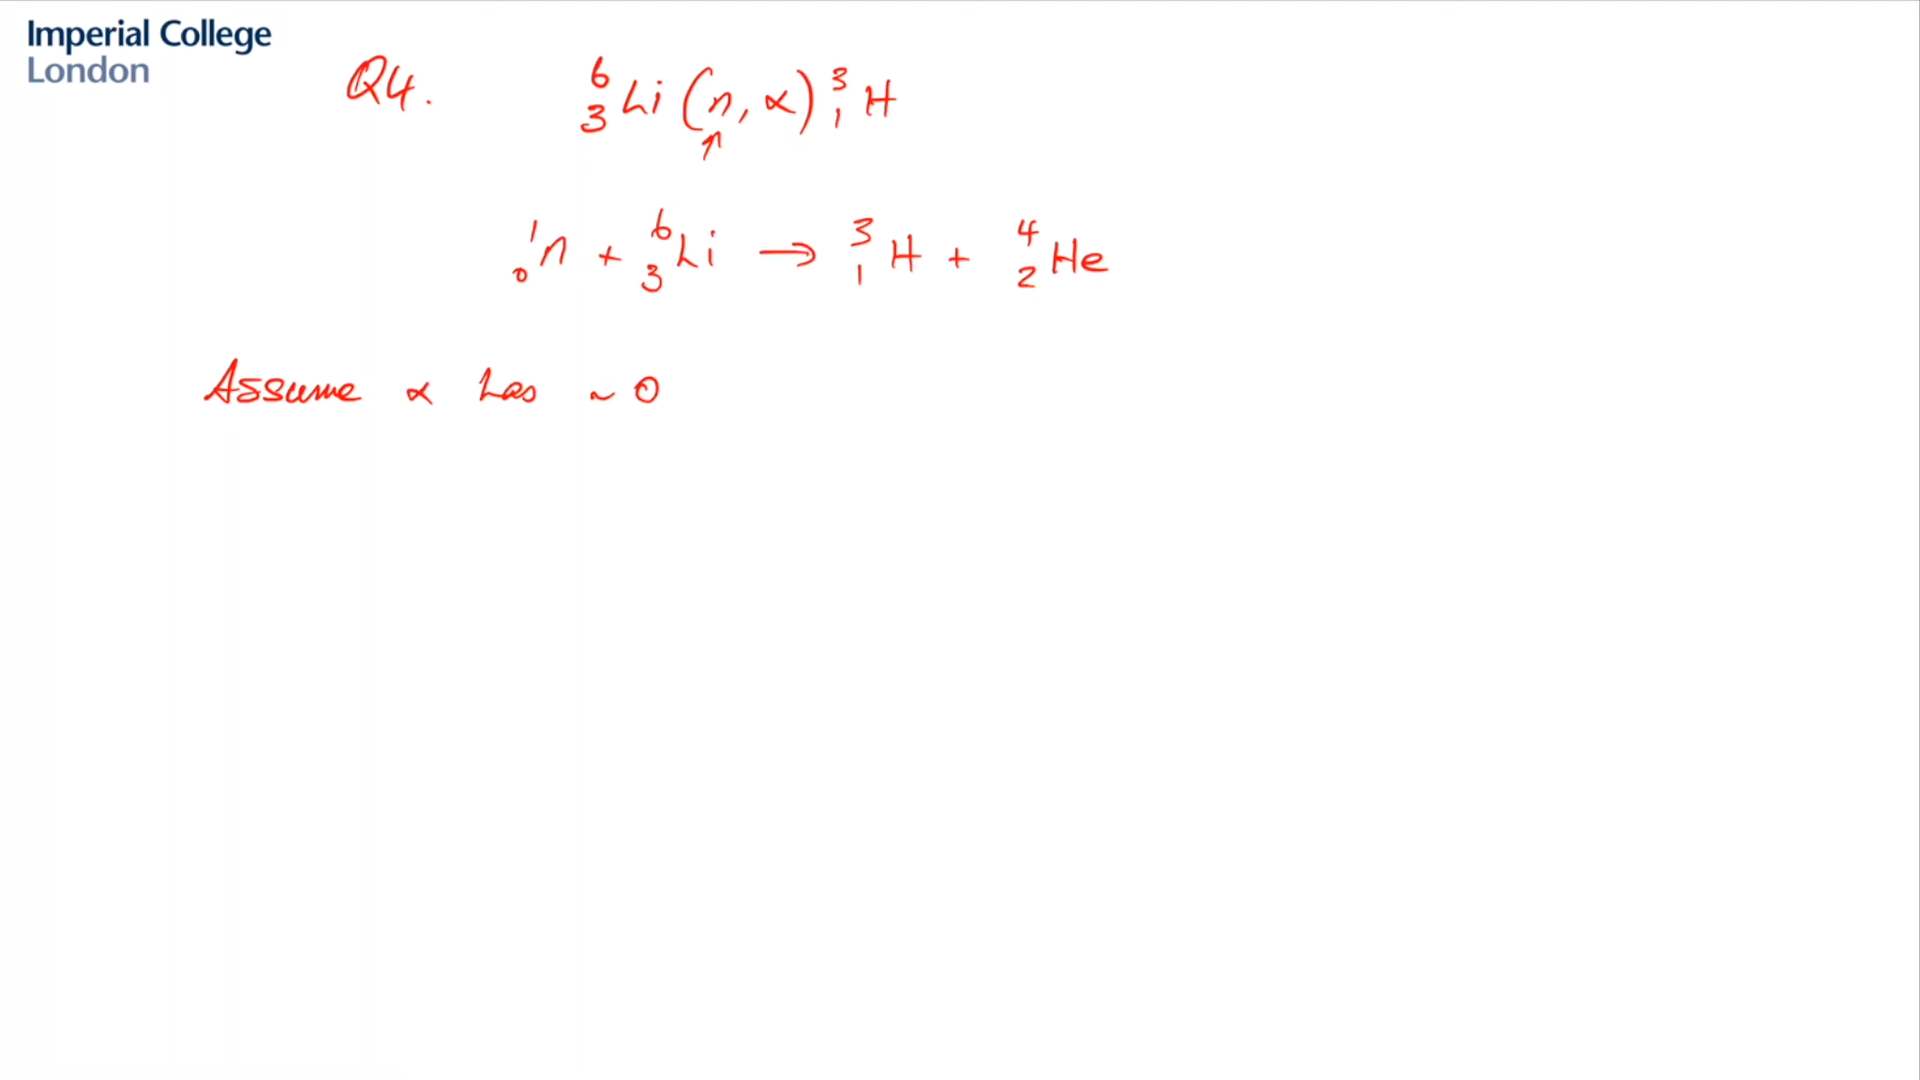 Imperial College
London
Q4. ⁶₃Li (n, α) ³₁H
↑
¹₀n + ⁶₃Li → ³₁H + ⁴₂He
Assume α has ~ 0